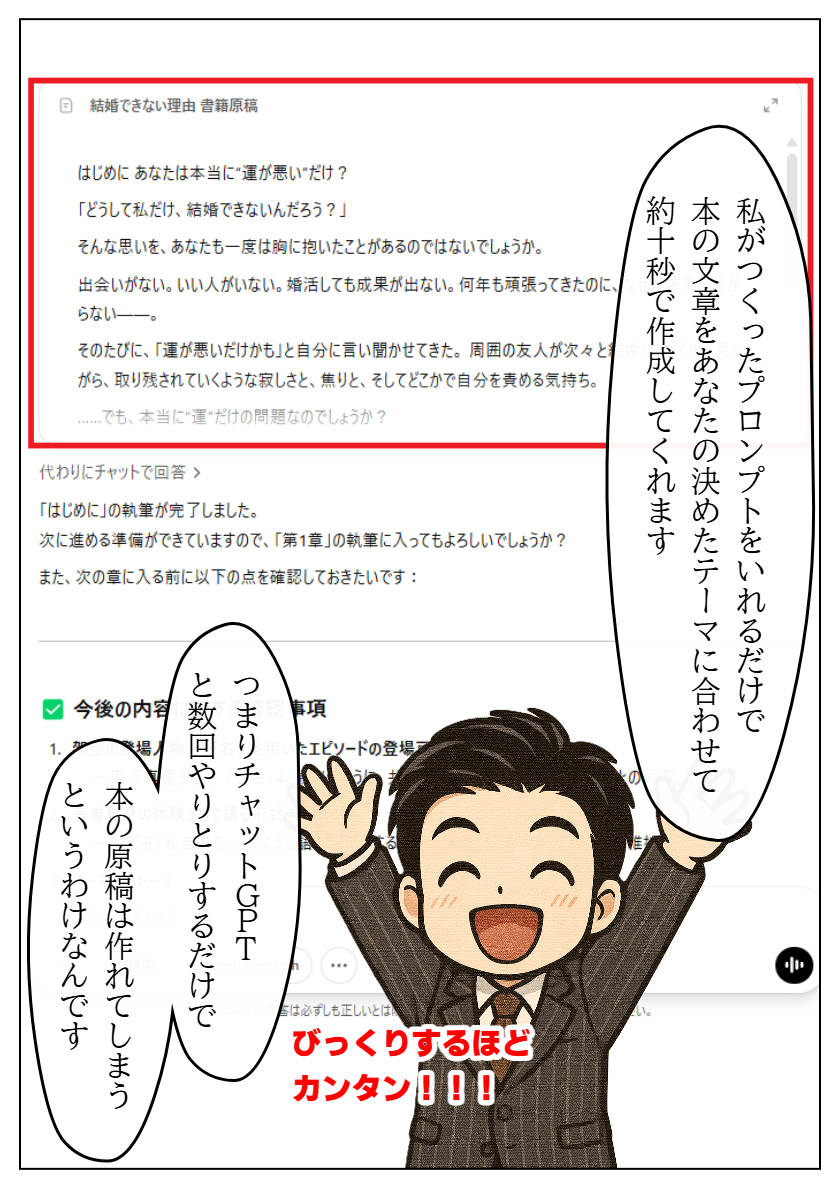 結婚できない理由 書籍原稿
はじめに あなたは本当に“運が悪い”だけ？
「どうして私だけ、結婚できないんだろう？」
そんな思いを、あなたも一度は胸に抱いたことがあるのではないでしょうか。
出会いがない。いい人がいない。婚活しても成果が出ない。何年も頑張ってきたのに、
らない――。
そのたびに、「運が悪いだけかも」と自分に言い聞かせてきた。周囲の友人が次々と
がら、取り残されていくような寂しさと、焦りと、そしてどこかで自分を責める気持ち。
……でも、本当に“運”だけの問題なのでしょうか？
私がつくったプロンプトをいれるだけで
本の文章をあなたの決めたテーマに合わせて
約十秒で作成してくれます
代わりにチャットで回答 >
「はじめに」の執筆が完了しました。
次に進める準備ができていますので、「第1章」の執筆に入ってもよろしいでしょうか？
また、次の章に入る前に以下の点を確認しておきたいです：
✅ 今後の内容 事項
1. の登場人 いたエピソードの登場
つまりチャットGPT
と数回やりとりするだけで
本の原稿は作れてしまう
というわけなんです
は必ずしも正しいとは
びっくりするほど
カンタン！！！